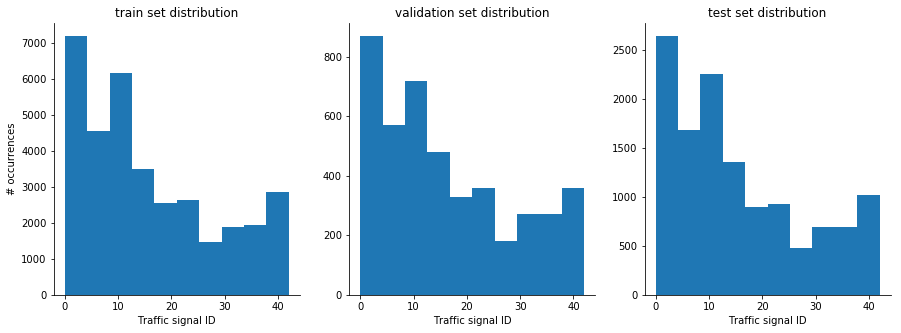 train set distribution
validation set distribution
test set distribution
# occurrences
7000
6000
5000
4000
3000
2000
1000
0
0 10 20 30 40
Traffic signal ID
800
600
400
200
0
0 10 20 30 40
Traffic signal ID
2500
2000
1500
1000
500
0
0 10 20 30 40
Traffic signal ID